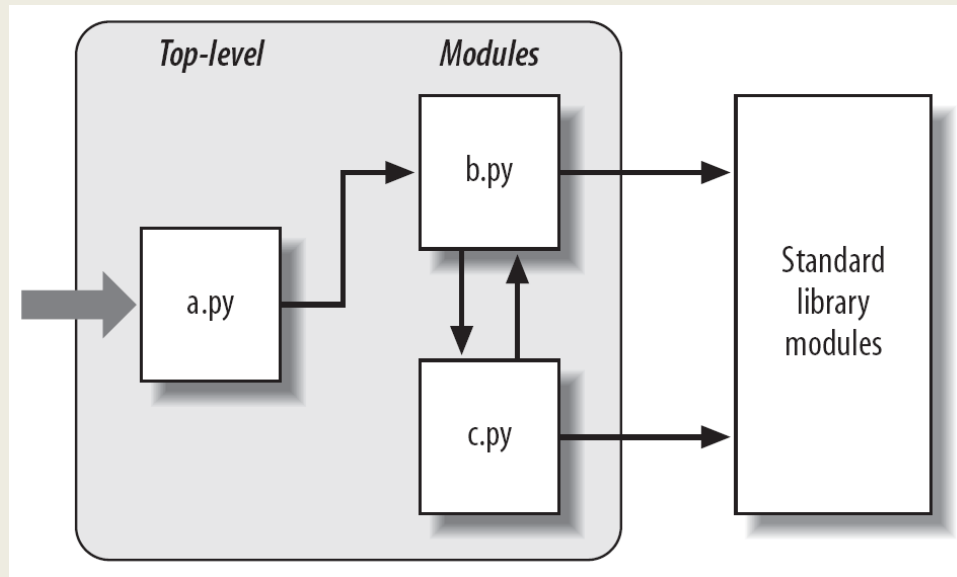 Top-level
Modules
b.py
a.py
Standard
library
modules
c.py